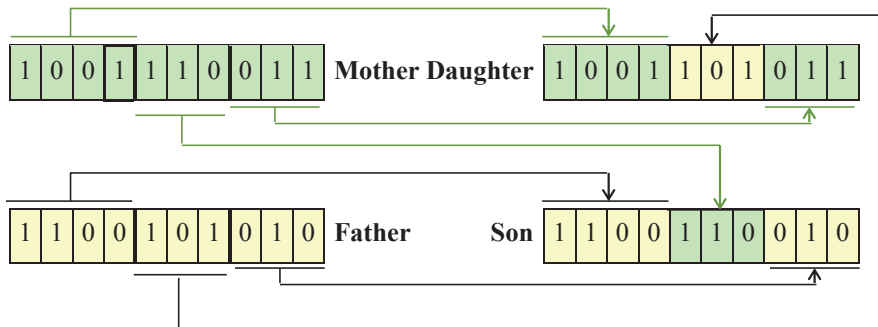 1 0 0 1 1 1 0 0 1 1 Mother Daughter 1 0 0 1 1 0 1 0 1 1
1 1 0 0 1 0 1 0 1 0 Father Son 1 1 0 0 1 1 0 0 1 0